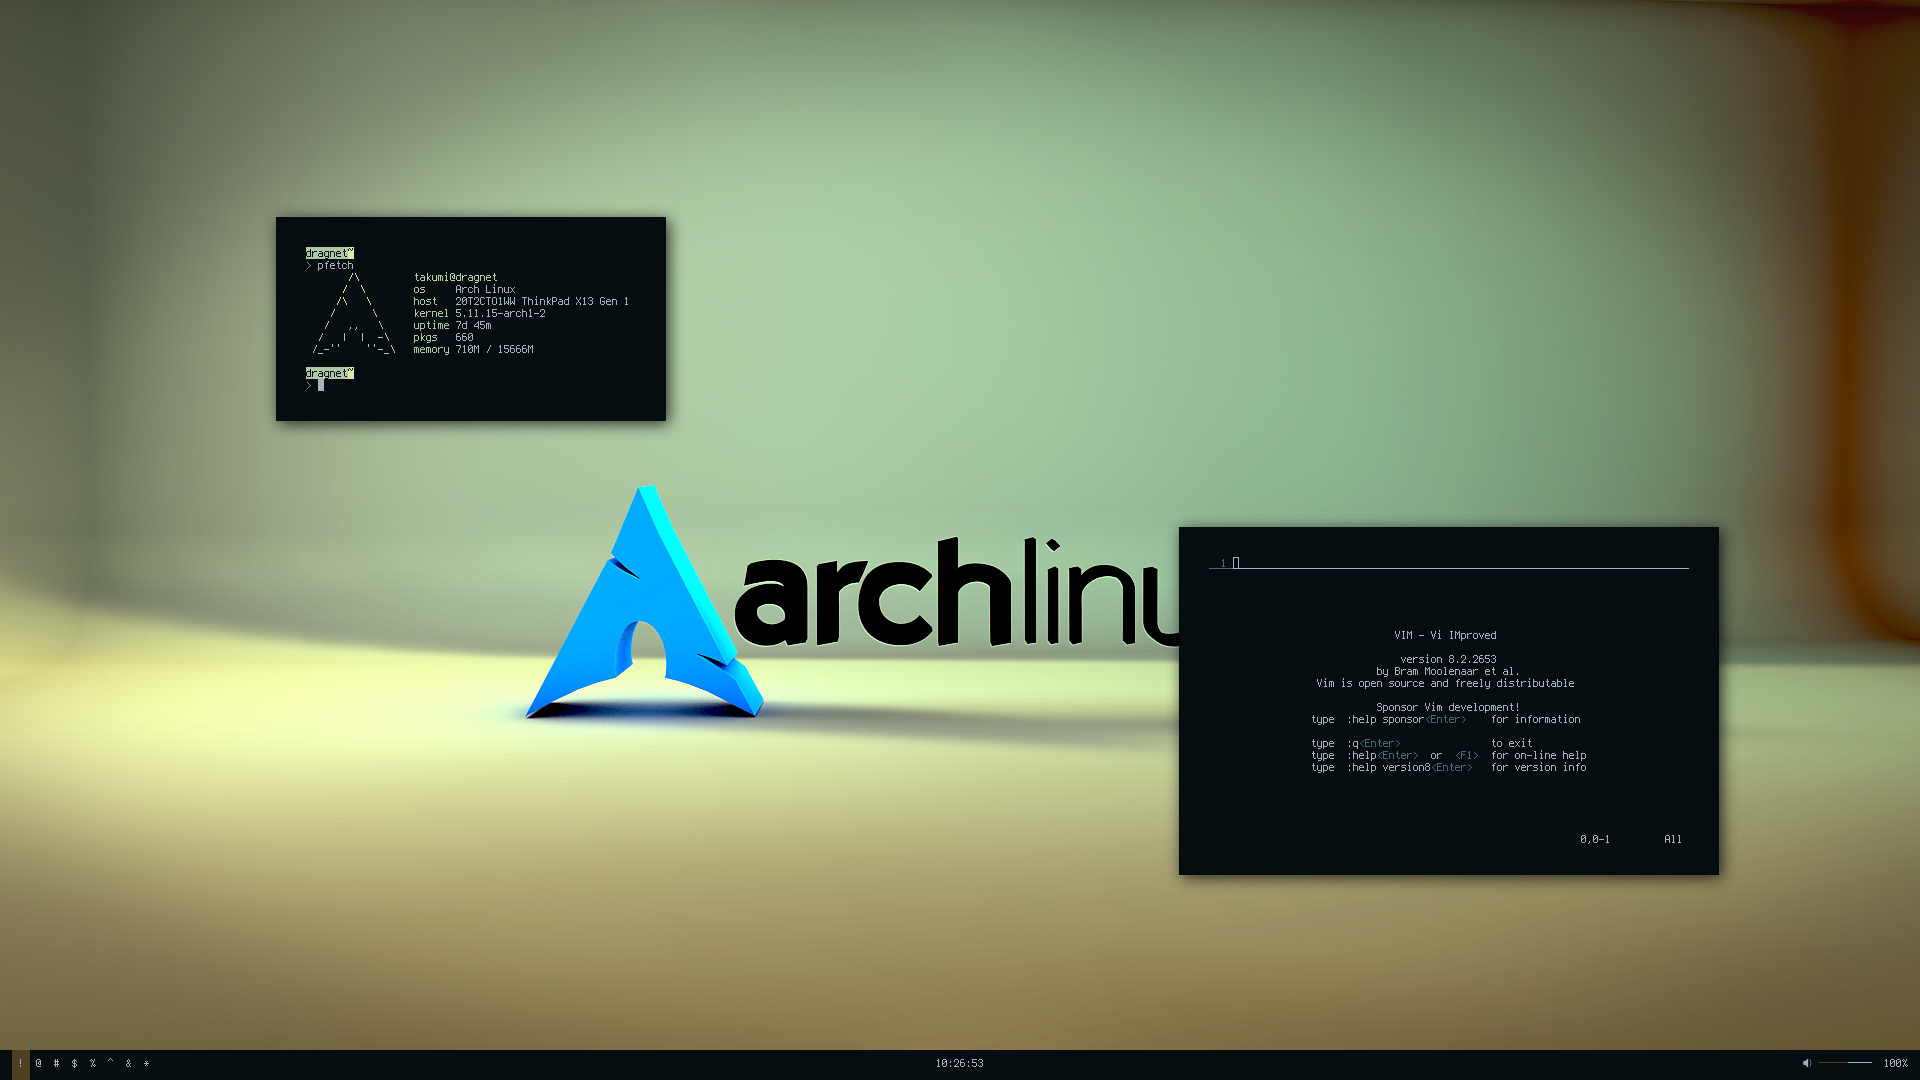 dragnet~
> pfetch
takumi@dragnet
os Arch Linux
host 20T2CTO1WW ThinkPad X13 Gen 1
kernel 5.11.15-arch1-2
uptime 7d 45m
pkgs 660
memory 710M / 15666M
dragnet~
>
archlinu
1
VIM - Vi IMproved
version 8.2.2653
by Bram Moolenaar et al.
Vim is open source and freely distributable
Sponsor Vim development!
type :help sponsor<Enter> for information
type :q<Enter> to exit
type :help<Enter> or <F1> for on-line help
type :help version8<Enter> for version info
0,0-1 All
! @ # $ % ^ & * 10:26:53 100%